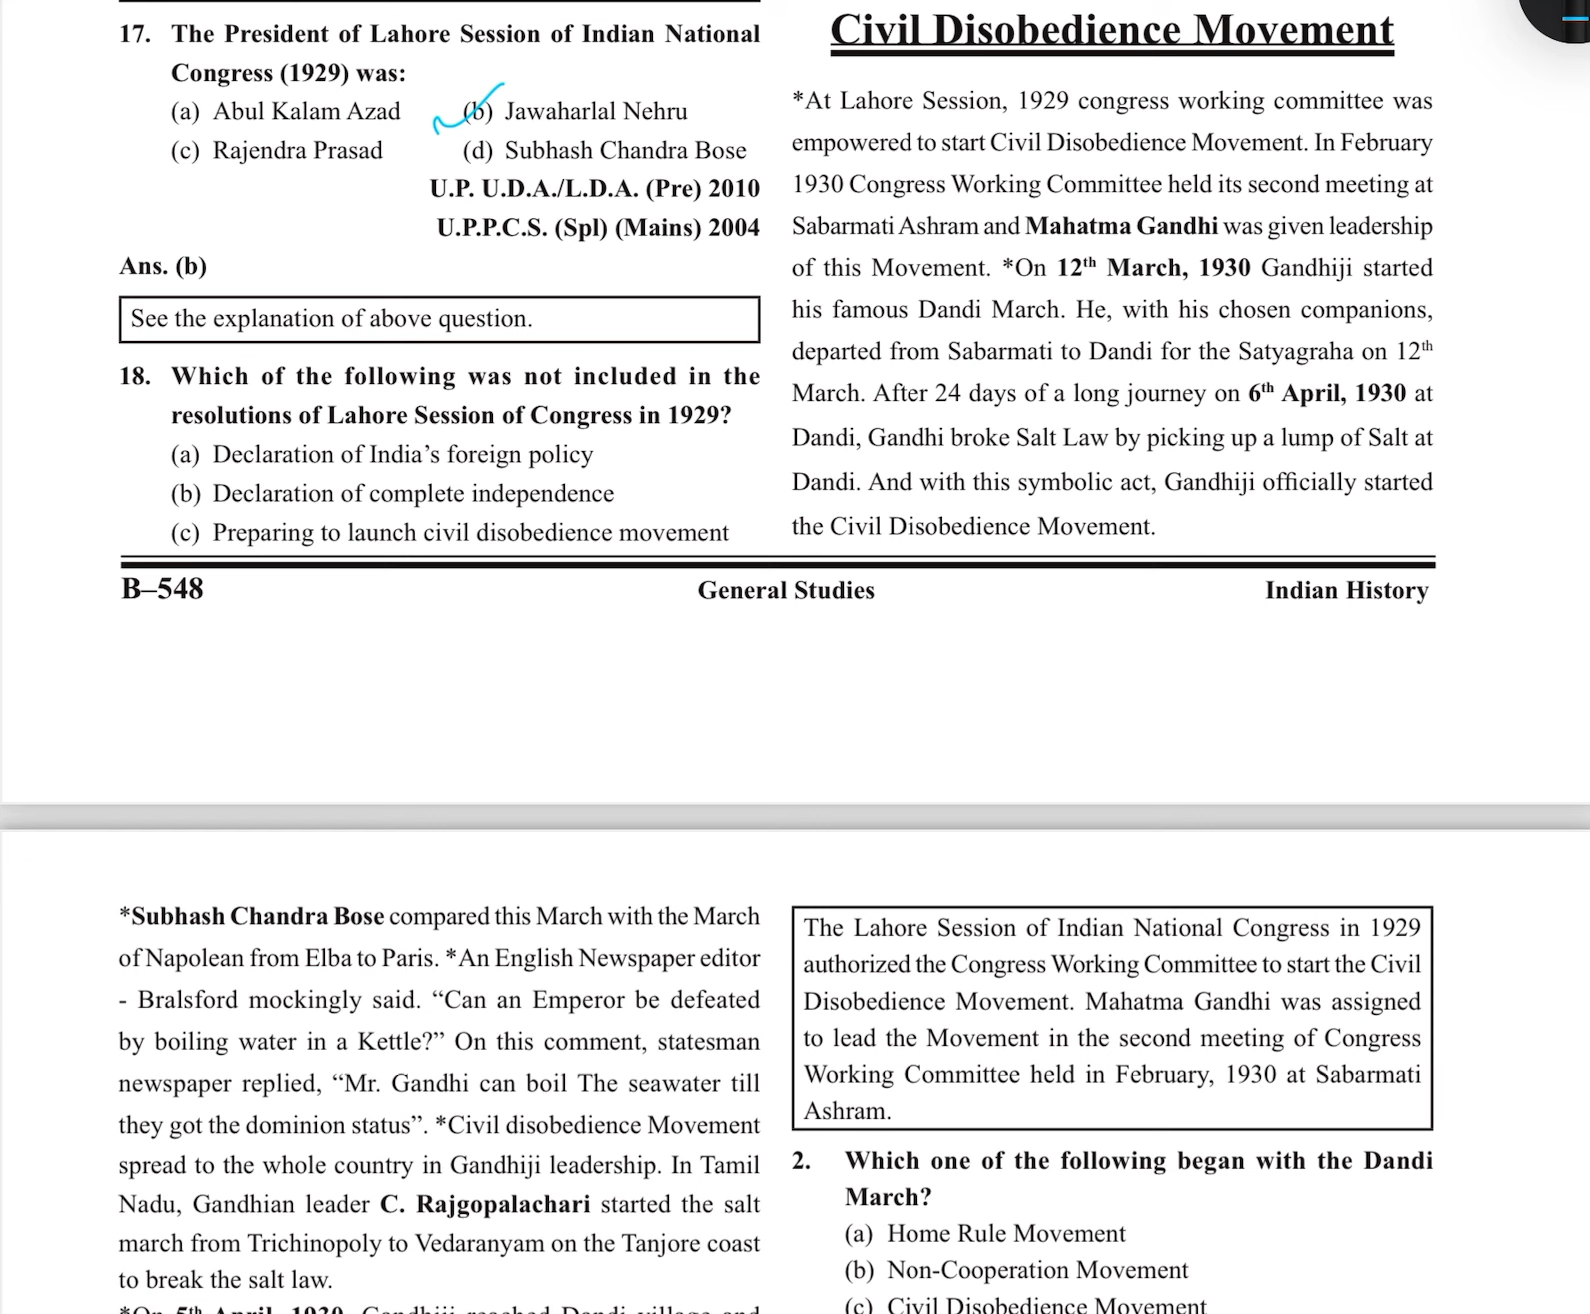 17. The President of Lahore Session of Indian National
Congress (1929) was:
(a) Abul Kalam Azad (b) Jawaharlal Nehru
(c) Rajendra Prasad (d) Subhash Chandra Bose
U.P. U.D.A./L.D.A. (Pre) 2010
U.P.P.C.S. (Spl) (Mains) 2004
Ans. (b)
See the explanation of above question.
18. Which of the following was not included in the
resolutions of Lahore Session of Congress in 1929?
(a) Declaration of India’s foreign policy
(b) Declaration of complete independence
(c) Preparing to launch civil disobedience movement
Civil Disobedience Movement
*At Lahore Session, 1929 congress working committee was
empowered to start Civil Disobedience Movement. In February
1930 Congress Working Committee held its second meeting at
Sabarmati Ashram and Mahatma Gandhi was given leadership
of this Movement. *On 12th March, 1930 Gandhiji started
his famous Dandi March. He, with his chosen companions,
departed from Sabarmati to Dandi for the Satyagraha on 12th
March. After 24 days of a long journey on 6th April, 1930 at
Dandi, Gandhi broke Salt Law by picking up a lump of Salt at
Dandi. And with this symbolic act, Gandhiji officially started
the Civil Disobedience Movement.
B–548 General Studies Indian History
*Subhash Chandra Bose compared this March with the March
of Napolean from Elba to Paris. *An English Newspaper editor
- Bralsford mockingly said. “Can an Emperor be defeated
by boiling water in a Kettle?” On this comment, statesman
newspaper replied, “Mr. Gandhi can boil The seawater till
they got the dominion status”. *Civil disobedience Movement
spread to the whole country in Gandhiji leadership. In Tamil
Nadu, Gandhian leader C. Rajgopalachari started the salt
march from Trichinopoly to Vedaranyam on the Tanjore coast
to break the salt law.
*On 5th April, 1930, Gandhiji reached Dandi village and
The Lahore Session of Indian National Congress in 1929
authorized the Congress Working Committee to start the Civil
Disobedience Movement. Mahatma Gandhi was assigned
to lead the Movement in the second meeting of Congress
Working Committee held in February, 1930 at Sabarmati
Ashram.
2. Which one of the following began with the Dandi
March?
(a) Home Rule Movement
(b) Non-Cooperation Movement
(c) Civil Disobedience Movement